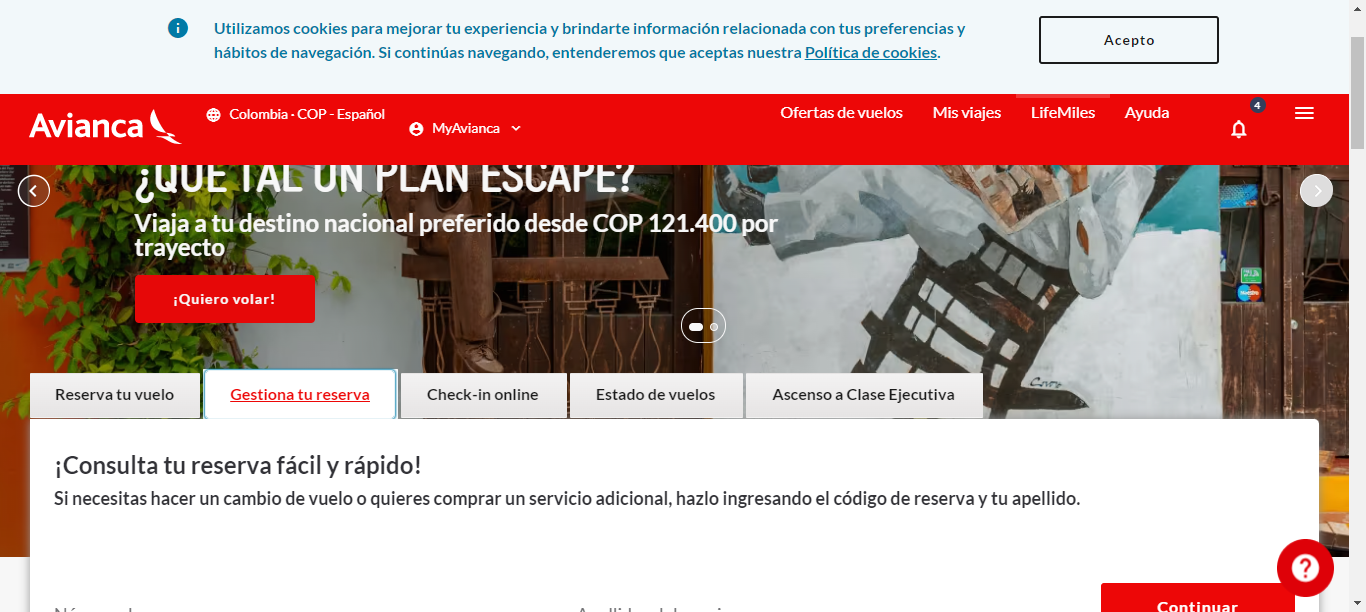 Utilizamos cookies para mejorar tu experiencia y brindarte información relacionada con tus preferencias y
hábitos de navegación. Si continúas navegando, entenderemos que aceptas nuestra Política de cookies.
Acepto
Avianca
Colombia · COP - Español
MyAvianca
Ofertas de vuelos
Mis viajes
LifeMiles
Ayuda
4
¿QUÉ TAL UN PLAN ESCAPE?
Viaja a tu destino nacional preferido desde COP 121.400 por
trayecto
¡Quiero volar!
Reserva tu vuelo
Gestiona tu reserva
Check-in online
Estado de vuelos
Ascenso a Clase Ejecutiva
¡Consulta tu reserva fácil y rápido!
Si necesitas hacer un cambio de vuelo o quieres comprar un servicio adicional, hazlo ingresando el código de reserva y tu apellido.
Continuar